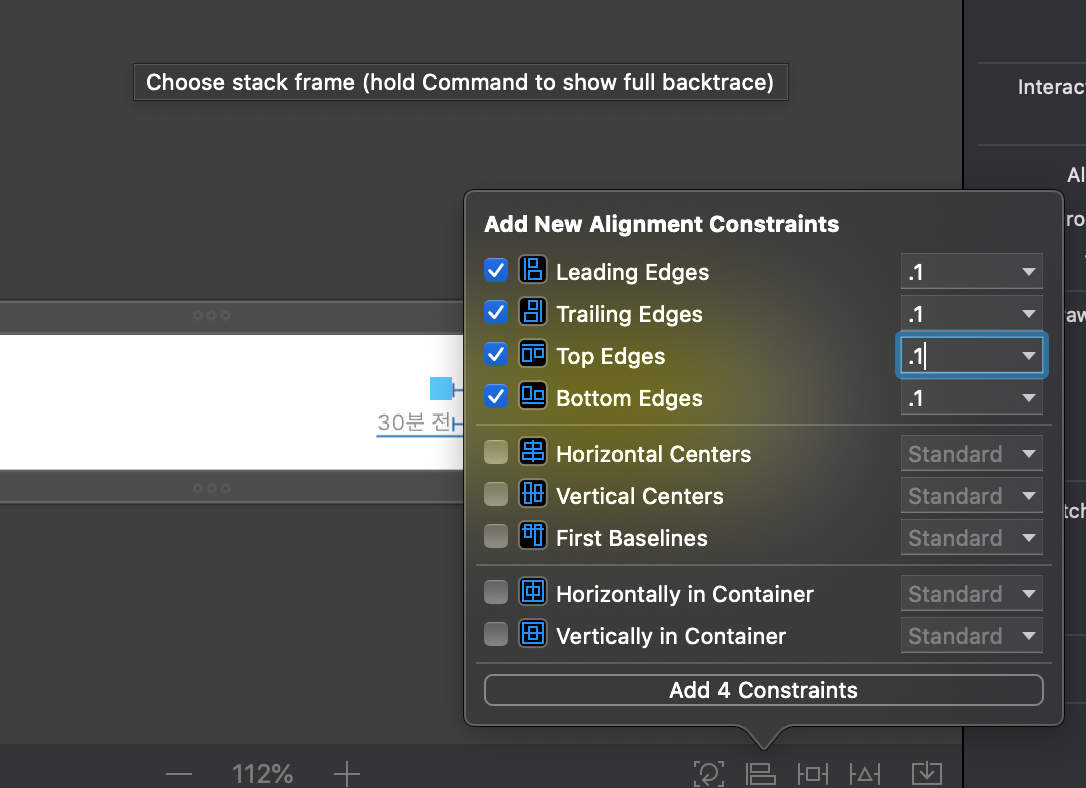 Choose stack frame (hold Command to show full backtrace)
Interac
Al
ro
Add New Alignment Constraints
Leading Edges .1
Trailing Edges .1
aw
Top Edges .1
Bottom Edges .1
30분 전
Horizontal Centers Standard
Vertical Centers Standard
tch
First Baselines Standard
Horizontally in Container Standard
Vertically in Container Standard
Add 4 Constraints
112%